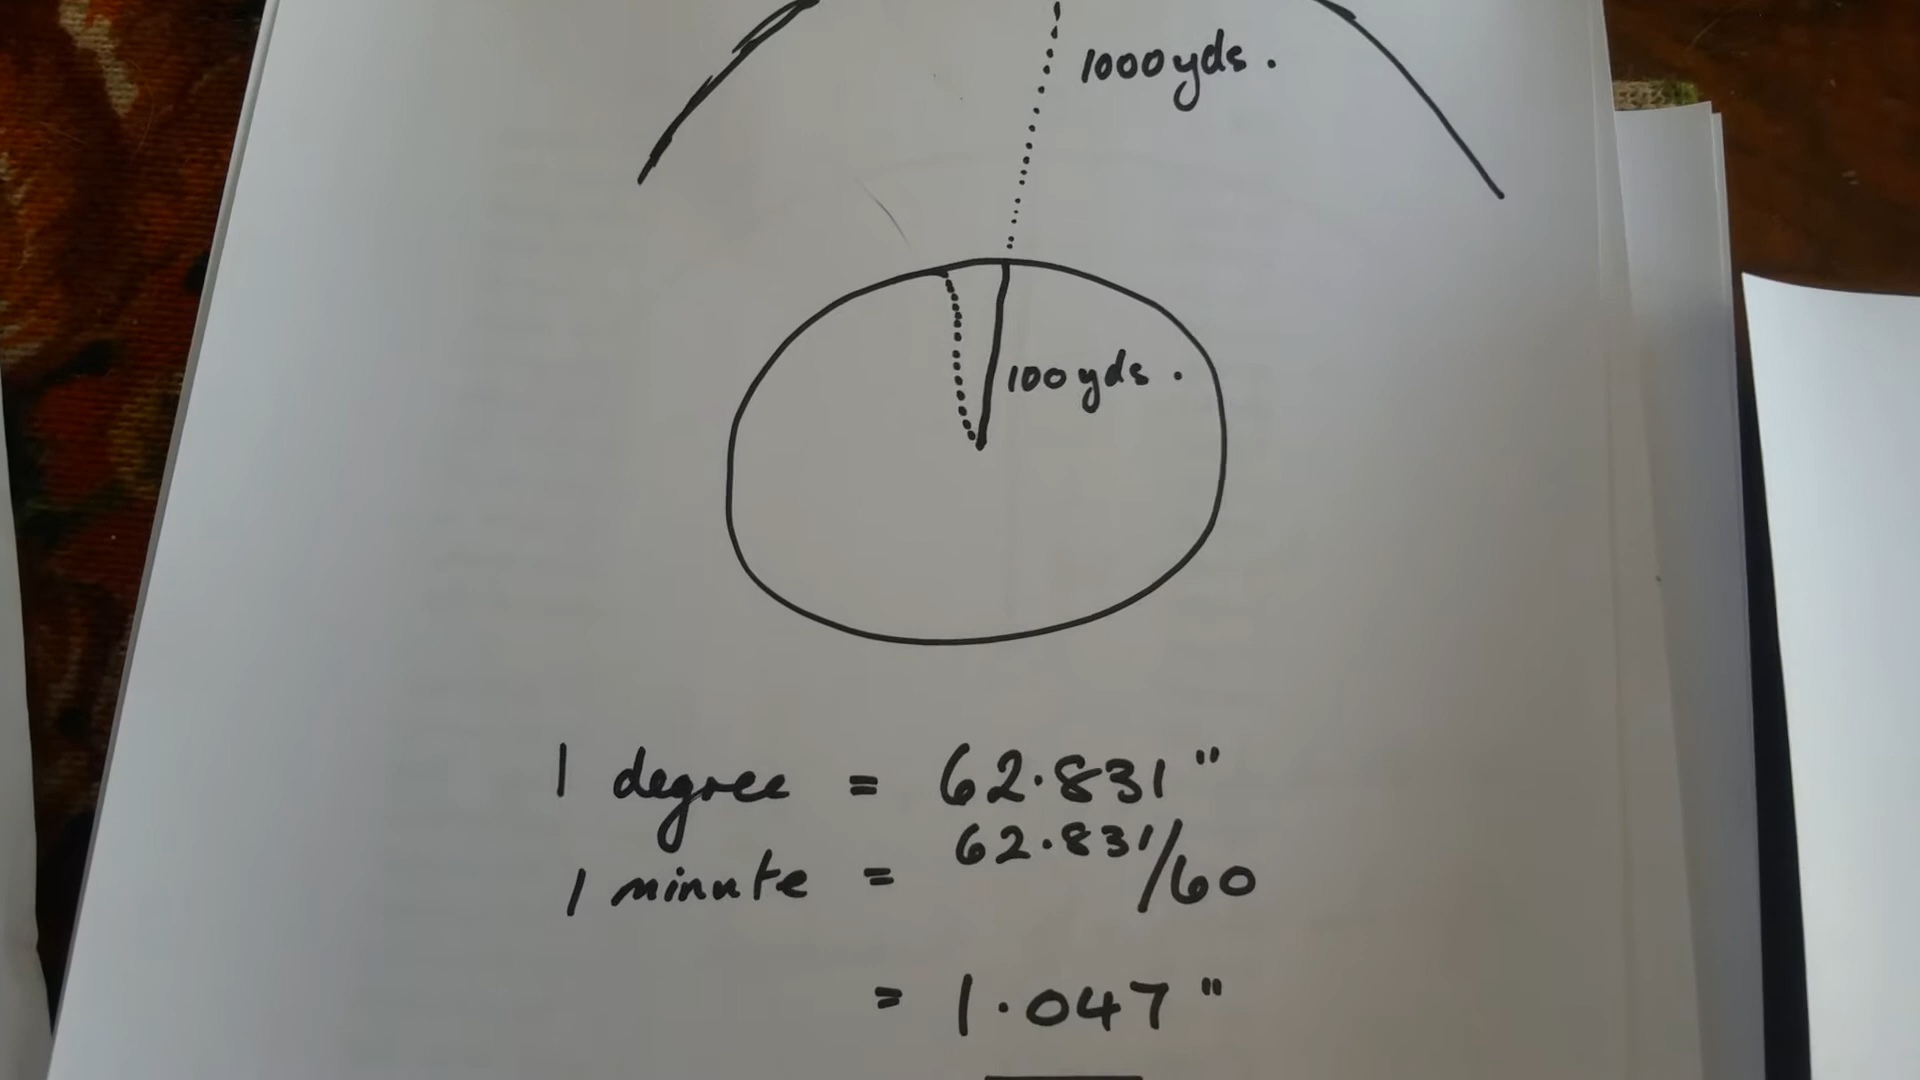 1000yds.
100yds.
1 degree = 62.831"
1 minute = 62.831/60
= 1.047"